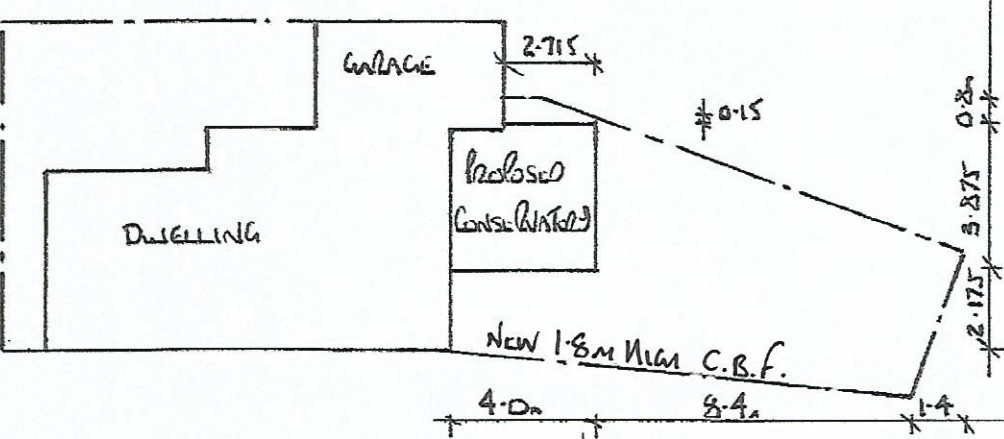 2.715
GARAGE
0.8m
0.15
PROPOSED
CONSERVATORY
3.875
DWELLING
2.175
NEW 1.8M HIGH C.B.F.
4.0m
8.4m
1.4